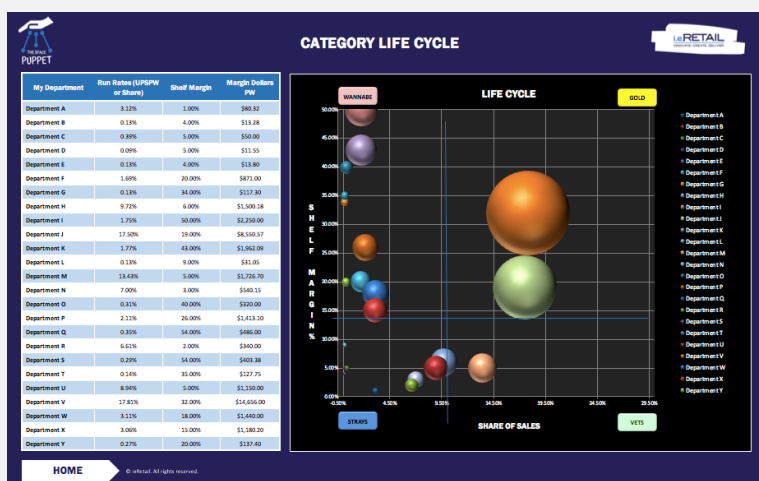 THE SPACE
PUPPET
CATEGORY LIFE CYCLE
i.eRETAIL
INNOVATE. CREATE. DELIVER.
My Department Run Rates (UPSPW or Share) Shelf Margin Margin Dollars PW
Department A 3.12% 1.00% $80.32
Department B 0.13% 4.00% $13.28
Department C 0.39% 5.00% $50.00
Department D 0.09% 5.00% $11.55
Department E 0.13% 4.00% $13.80
Department F 1.69% 20.00% $871.00
Department G 0.13% 34.00% $117.30
Department H 9.72% 6.00% $1,500.18
Department I 1.75% 50.00% $2,250.00
Department J 17.50% 19.00% $8,550.57
Department K 1.77% 43.00% $1,962.09
Department L 0.13% 9.00% $31.05
Department M 13.43% 5.00% $1,726.70
Department N 7.00% 3.00% $540.15
Department O 0.31% 40.00% $320.00
Department P 2.11% 26.00% $1,413.10
Department Q 0.35% 54.00% $486.00
Department R 6.61% 2.00% $340.00
Department S 0.29% 54.00% $403.38
Department T 0.14% 35.00% $127.75
Department U 8.94% 5.00% $1,150.00
Department V 17.81% 32.00% $14,656.00
Department W 3.11% 18.00% $1,440.00
Department X 3.06% 15.00% $1,180.20
Department Y 0.27% 20.00% $137.40
WANNABE
LIFE CYCLE
GOLD
50.00%
45.00%
40.00%
35.00%
30.00%
25.00%
20.00%
15.00%
10.00%
5.00%
0.00%
SHELF MARGIN %
-0.50% 4.50% 9.50% 14.50% 19.50% 24.50% 29.50%
STRAYS
SHARE OF SALES
VETS
Department A
Department B
Department C
Department D
Department E
Department F
Department G
Department H
Department I
Department J
Department K
Department L
Department M
Department N
Department O
Department P
Department Q
Department R
Department S
Department T
Department U
Department V
Department W
Department X
Department Y
HOME
© reRetail. All rights reserved.